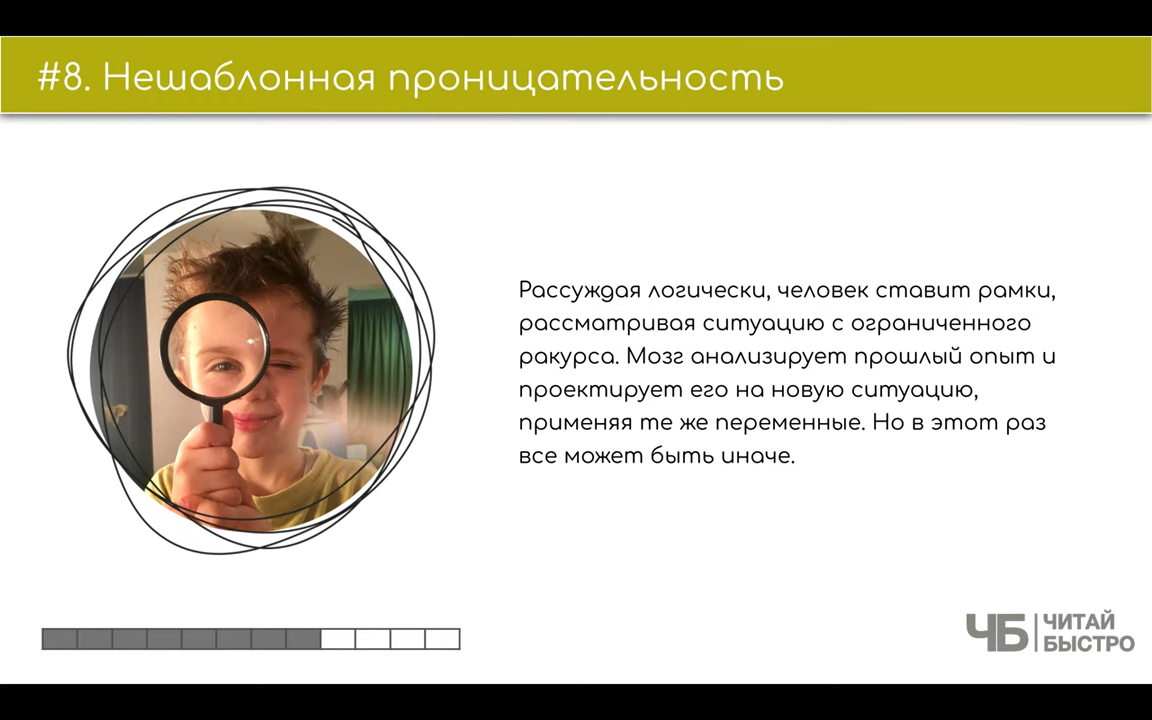 #8. Нешаблонная проницательность
Рассуждая логически, человек ставит рамки,
рассматривая ситуацию с ограниченного
ракурса. Мозг анализирует прошлый опыт и
проектирует его на новую ситуацию,
применяя те же переменные. Но в этот раз
все может быть иначе.
ЧБ
ЧИТАЙ
БЫСТРО